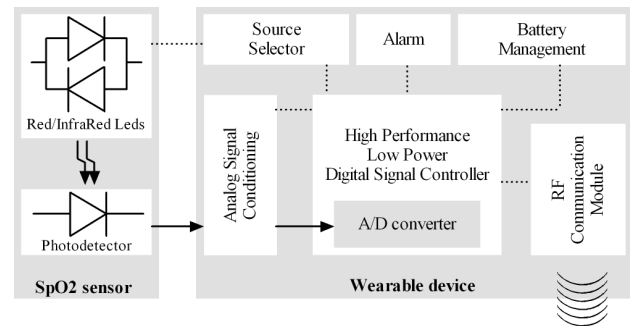 Red/InfraRed Leds
Photodetector
SpO2 sensor
Source
Selector
Alarm
Battery
Management
Analog Signal
Conditioning
High Performance
Low Power
Digital Signal Controller
A/D converter
RF
Communication
Module
Wearable device